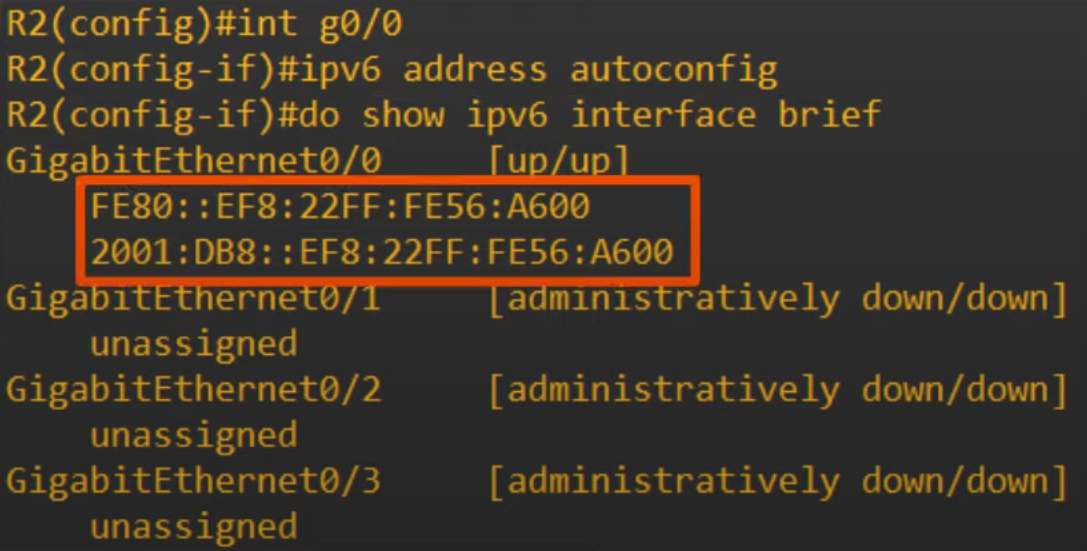 R2(config)#int g0/0
R2(config-if)#ipv6 address autoconfig
R2(config-if)#do show ipv6 interface brief
GigabitEthernet0/0 [up/up]
FE80::EF8:22FF:FE56:A600
2001:DB8::EF8:22FF:FE56:A600
GigabitEthernet0/1 [administratively down/down]
unassigned
GigabitEthernet0/2 [administratively down/down]
unassigned
GigabitEthernet0/3 [administratively down/down]
unassigned